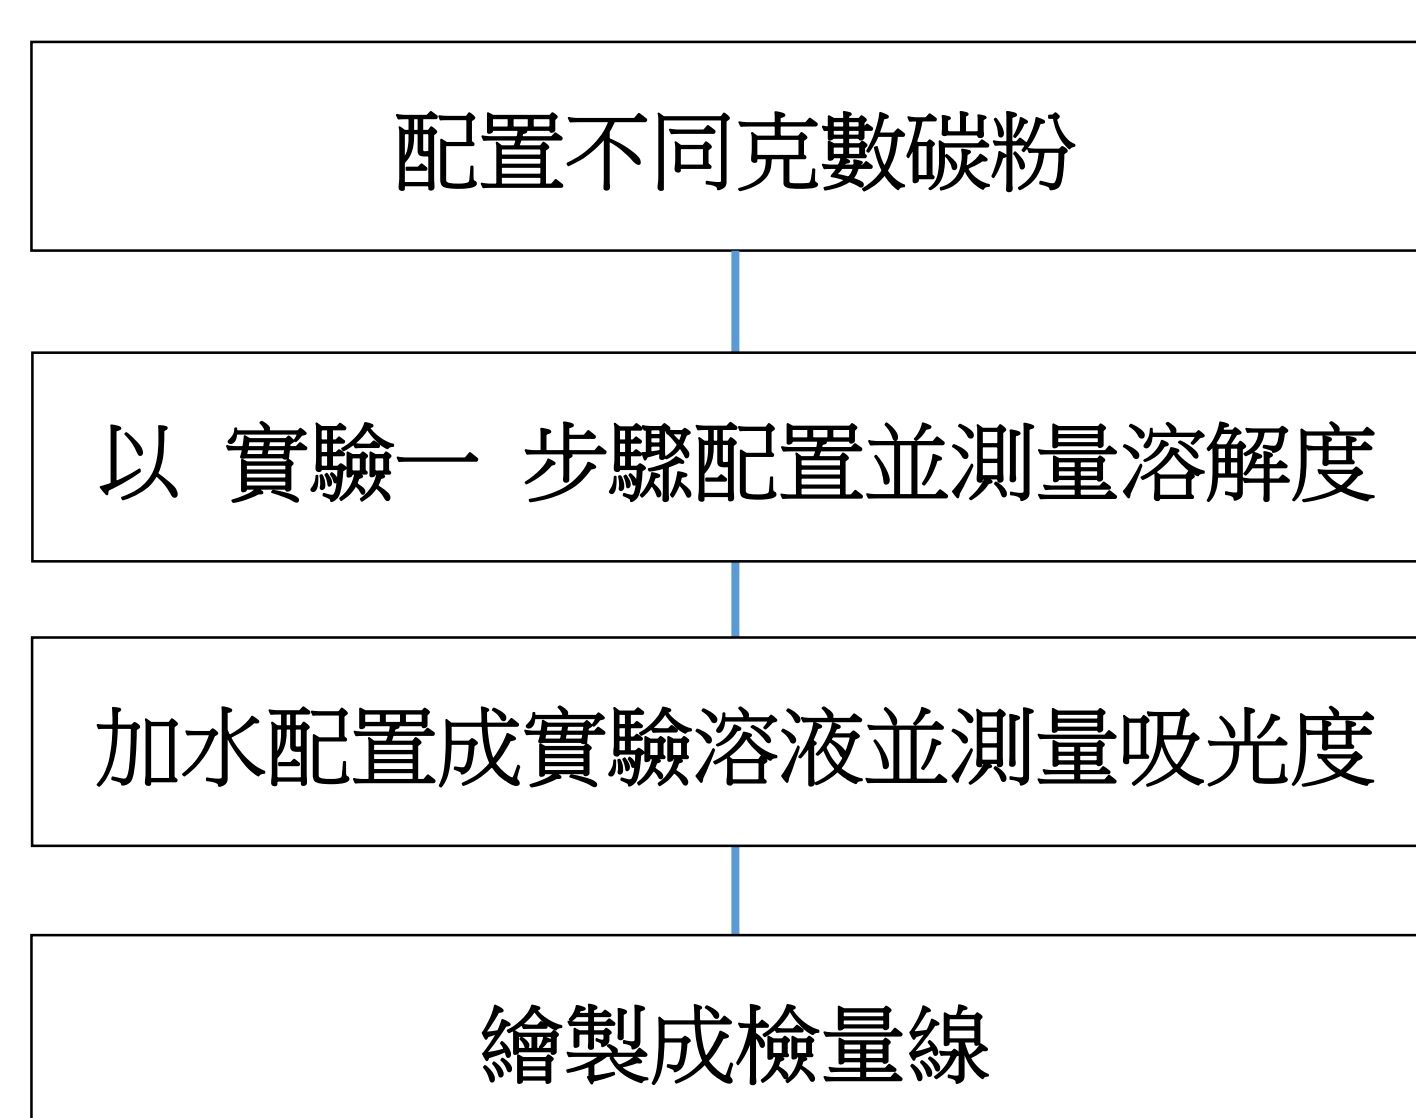 配置不同克數碳粉
以 實驗一 步驟配置並測量溶解度
加水配置成實驗溶液並測量吸光度
繪製成檢量線